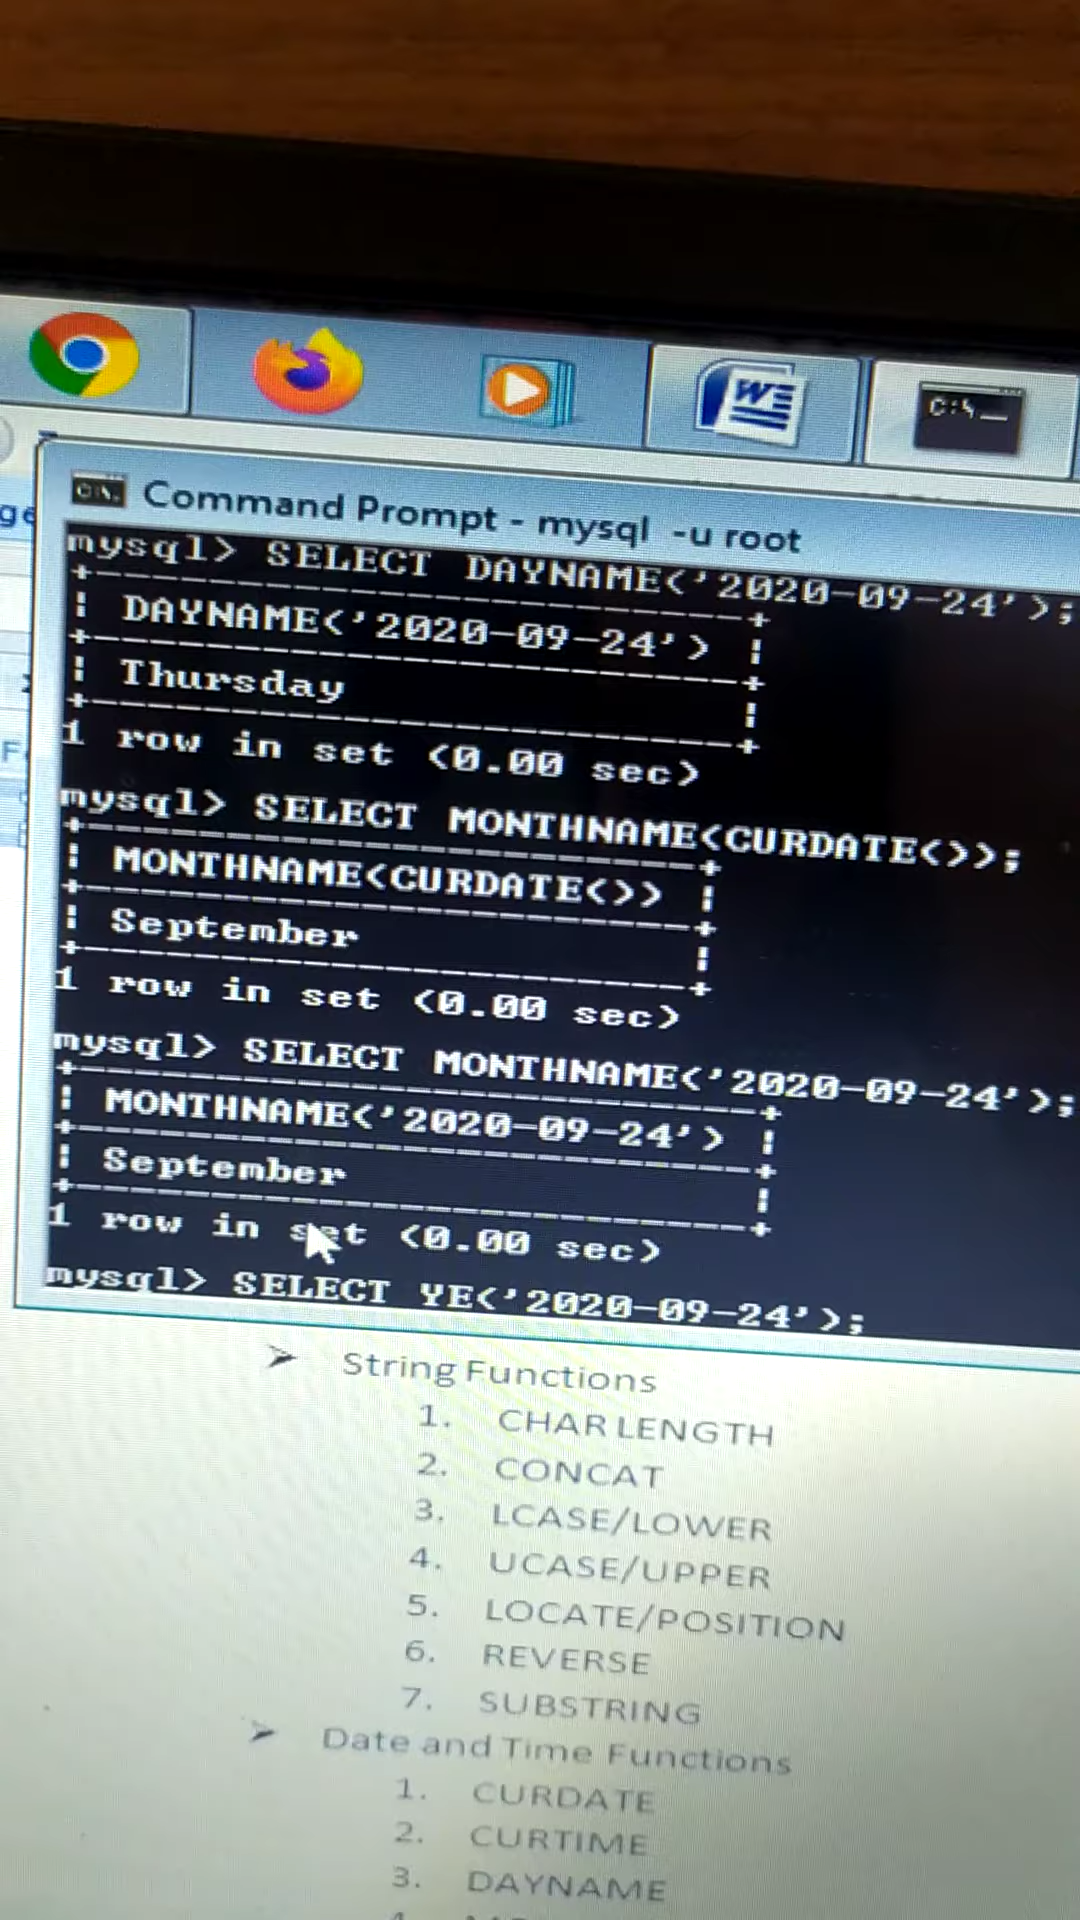 C:\_
C:\. Command Prompt - mysql -u root
mysql> SELECT DAYNAME('2020-09-24');
DAYNAME('2020-09-24')
Thursday
1 row in set (0.00 sec)
mysql> SELECT MONTHNAME(CURDATE());
MONTHNAME(CURDATE())
September
1 row in set (0.00 sec)
mysql> SELECT MONTHNAME('2020-09-24');
MONTHNAME('2020-09-24')
September
1 row in set (0.00 sec)
mysql> SELECT YE('2020-09-24');
➢ String Functions
1. CHAR LENGTH
2. CONCAT
3. LCASE/LOWER
4. UCASE/UPPER
5. LOCATE/POSITION
6. REVERSE
7. SUBSTRING
➢ Date and Time Functions
1. CURDATE
2. CURTIME
3. DAYNAME